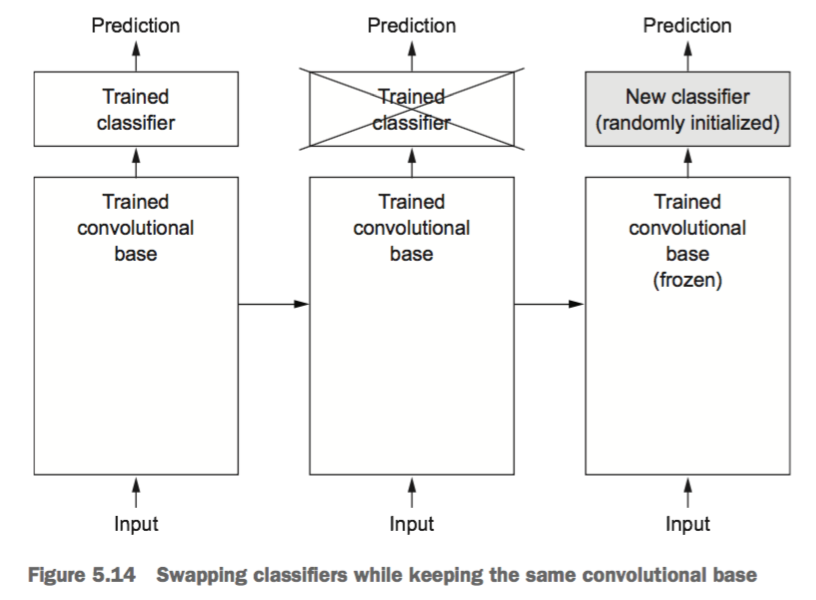 Prediction
Prediction
Prediction
Trained
classifier
Trained
classifier
New classifier
(randomly initialized)
Trained
convolutional
base
Trained
convolutional
base
Trained
convolutional
base
(frozen)
Input
Input
Input
Figure 5.14 Swapping classifiers while keeping the same convolutional base